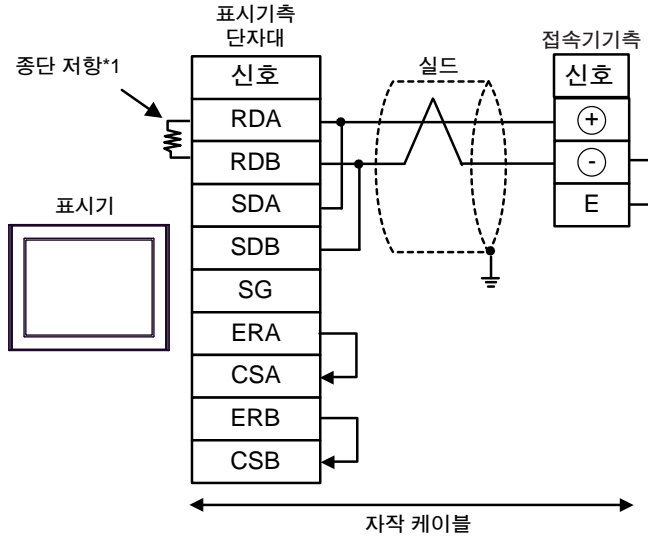 표시기측
단자대
접속기기측
종단 저항*1
실드
신호
신호
RDA
+
RDB
-
SDA
E
표시기
SDB
SG
ERA
CSA
ERB
CSB
자작 케이블